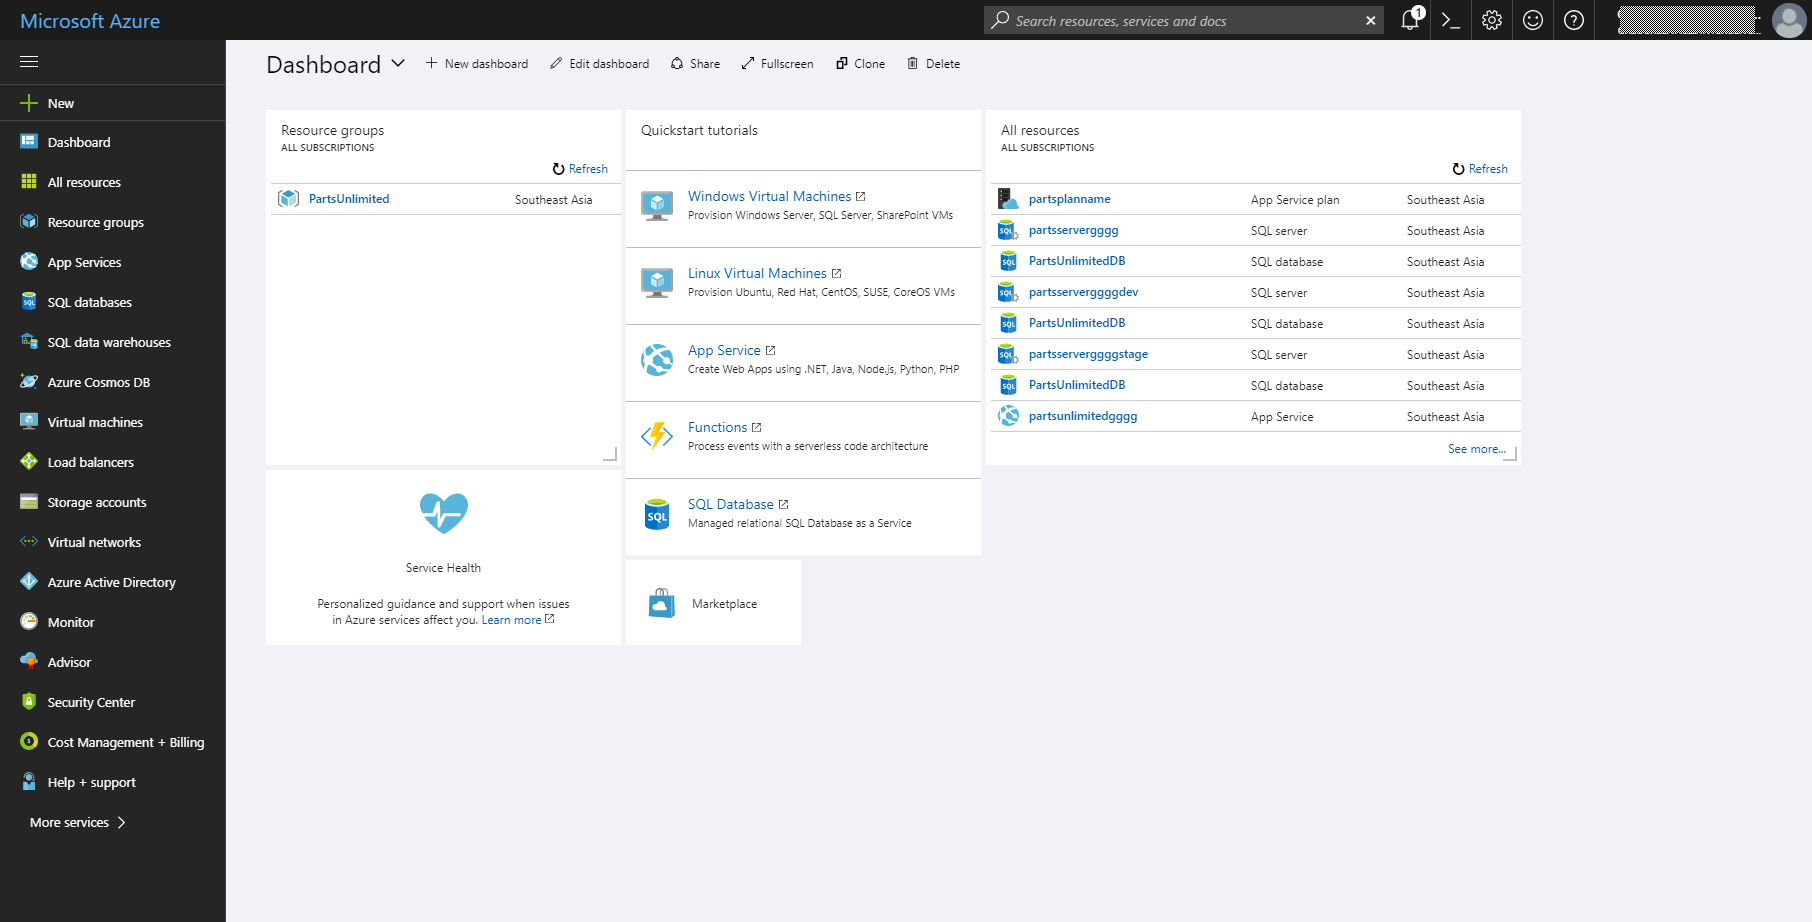 Microsoft Azure
Search resources, services and docs
1
New
Dashboard
All resources
Resource groups
App Services
SQL databases
SQL data warehouses
Azure Cosmos DB
Virtual machines
Load balancers
Storage accounts
Virtual networks
Azure Active Directory
Monitor
Advisor
Security Center
Cost Management + Billing
Help + support
More services
Dashboard New dashboard Edit dashboard Share Fullscreen Clone Delete
Resource groups
ALL SUBSCRIPTIONS
Refresh
PartsUnlimited Southeast Asia
Service Health
Personalized guidance and support when issues
in Azure services affect you. Learn more
Quickstart tutorials
Windows Virtual Machines
Provision Windows Server, SQL Server, SharePoint VMs
Linux Virtual Machines
Provision Ubuntu, Red Hat, CentOS, SUSE, CoreOS VMs
App Service
Create Web Apps using .NET, Java, Node.js, Python, PHP
Functions
Process events with a serverless code architecture
SQL
SQL Database
Managed relational SQL Database as a Service
Marketplace
All resources
ALL SUBSCRIPTIONS
Refresh
partsplanname App Service plan Southeast Asia
SQL partsservergggg SQL server Southeast Asia
SQL PartsUnlimitedDB SQL database Southeast Asia
SQL partsserverggggdev SQL server Southeast Asia
SQL PartsUnlimitedDB SQL database Southeast Asia
SQL partsserverggggstage SQL server Southeast Asia
SQL PartsUnlimitedDB SQL database Southeast Asia
partsunlimitedgggg App Service Southeast Asia
See more...